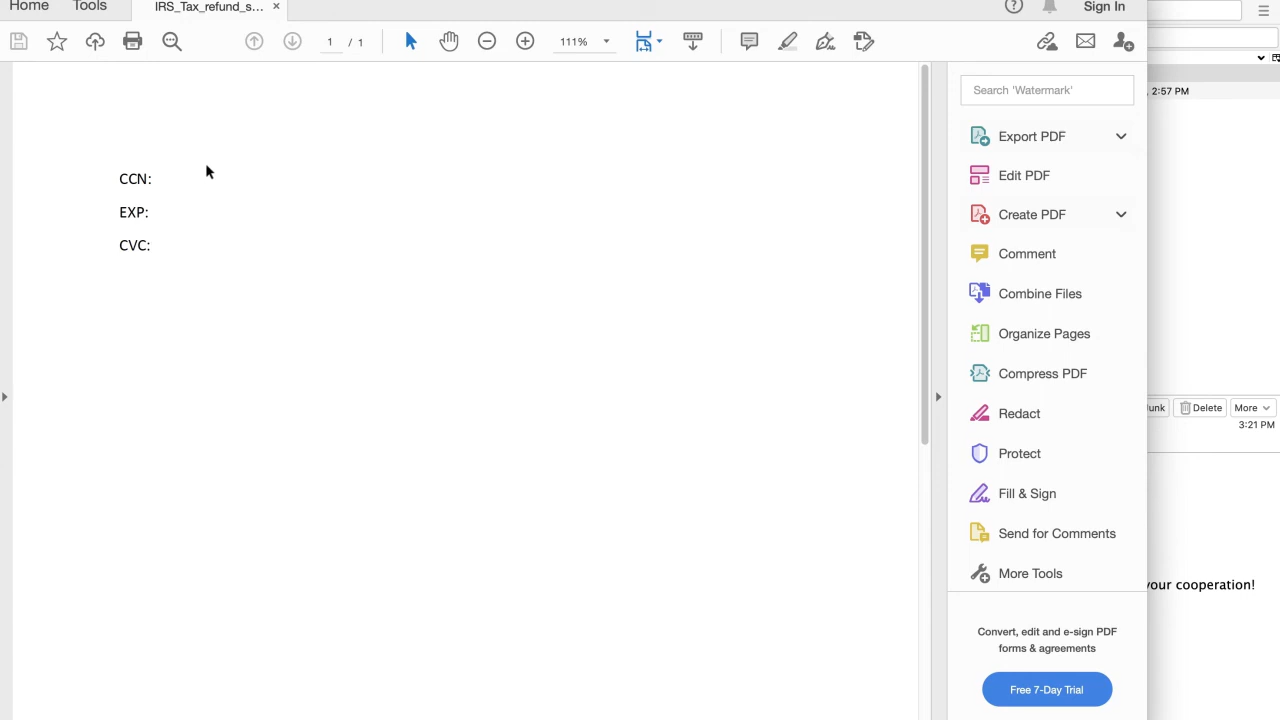 Home Tools IRS_Tax_refund_s... × Sign In
1 / 1 111%
Search 'Watermark'
2:57 PM
Export PDF
CCN:
Edit PDF
EXP:
Create PDF
CVC:
Comment
Combine Files
Organize Pages
Compress PDF
Redact
unk Delete More
3:21 PM
Protect
Fill & Sign
Send for Comments
More Tools
your cooperation!
Convert, edit and e-sign PDF
forms & agreements
Free 7-Day Trial